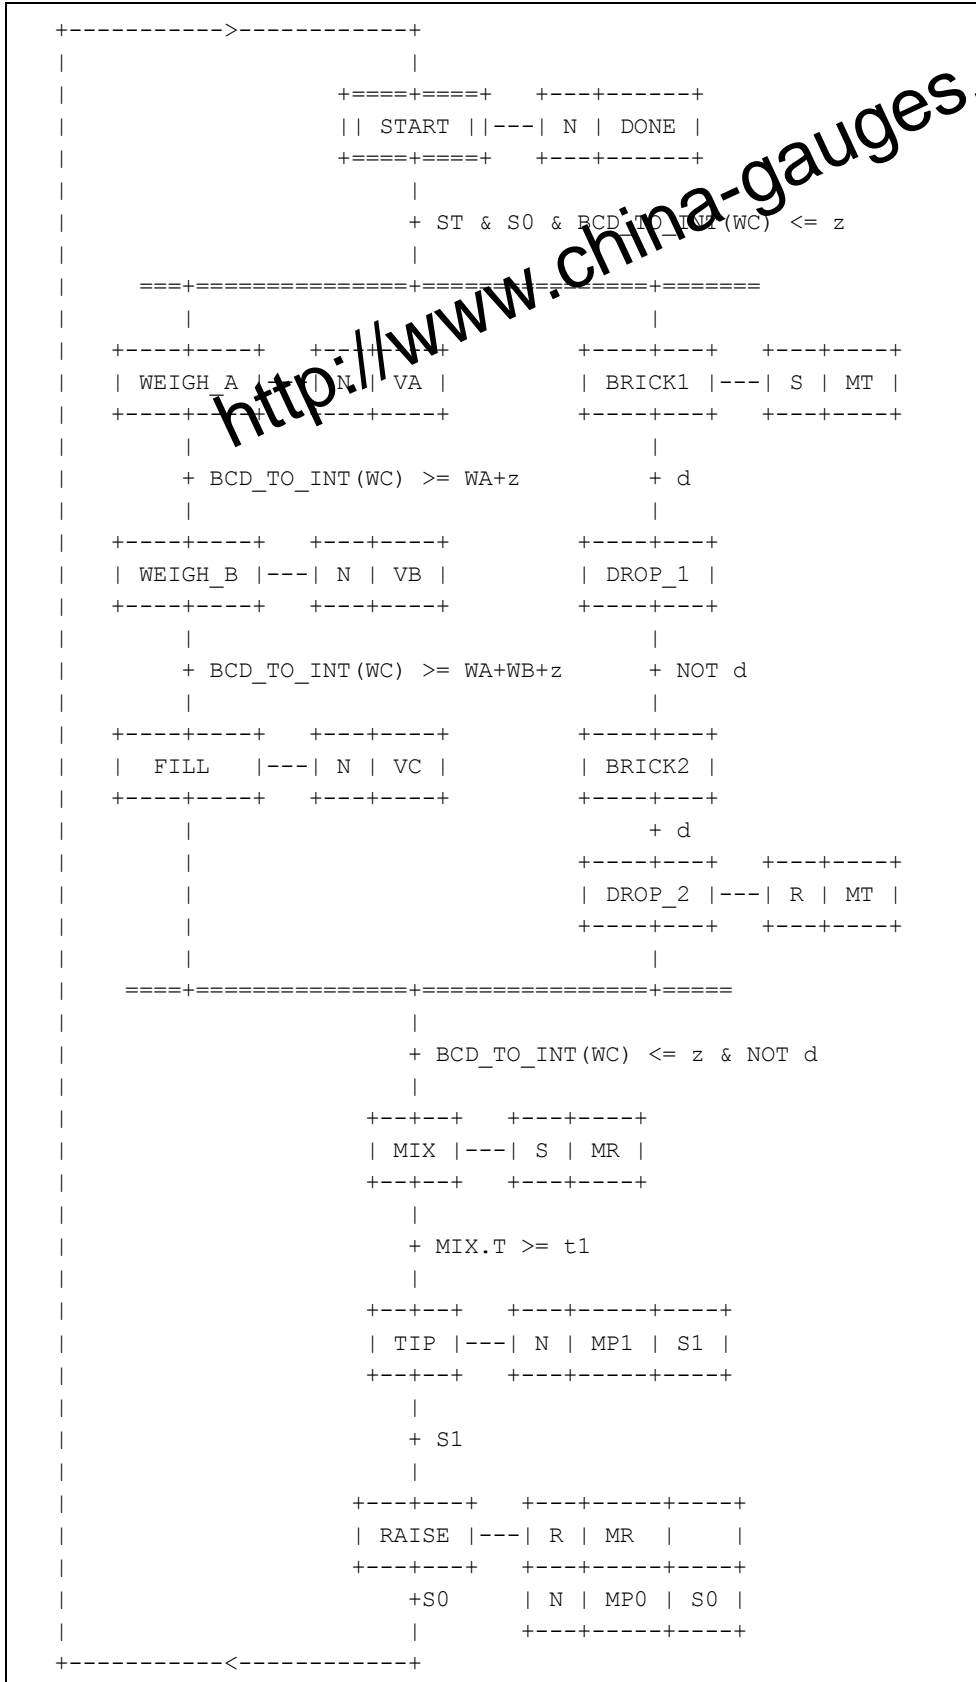 +----------->------------+
|                        |
|                  +====+====+   +---+------+
|                  || START ||---| N | DONE |
|                  +====+====+   +---+------+
|                        |
|                        + ST & S0 & BCD_TO_INT(WC) <= z
|                        |
|     ===+===============+================+=======
|        |                                |
|   +----+----+   +---+----+         +----+---+   +---+----+
|   | WEIGH_A |---| N | VA |         | BRICK1 |---| S | MT |
|   +----+----+   +---+----+         +----+---+   +---+----+
|        |                                |
|        + BCD_TO_INT(WC) >= WA+z         + d
|        |                                |
|   +----+----+   +---+----+         +----+---+
|   | WEIGH_B |---| N | VB |         | DROP_1 |
|   +----+----+   +---+----+         +----+---+
|        |                                |
|        + BCD_TO_INT(WC) >= WA+WB+z      + NOT d
|        |                                |
|   +----+----+   +---+----+         +----+---+
|   |  FILL   |---| N | VC |         | BRICK2 |
|   +----+----+   +---+----+         +----+---+
|        |                                + d
|        |                           +----+---+   +---+----+
|        |                           | DROP_2 |---| R | MT |
|        |                           +----+---+   +---+----+
|        |                                |
|    ====+===============+================+=====
|                        |
|                        + BCD_TO_INT(WC) <= z & NOT d
|                        |
|                     +--+--+   +---+----+
|                     | MIX |---| S | MR |
|                     +--+--+   +---+----+
|                        |
|                        + MIX.T >= t1
|                        |
|                     +--+--+   +---+-----+----+
|                     | TIP |---| N | MP1 | S1 |
|                     +--+--+   +---+-----+----+
|                        |
|                        + S1
|                        |
|                    +---+---+   +---+-----+----+
|                    | RAISE |---| R | MR  |    |
|                    +---+---+   +---+-----+----+
|                        +S0     | N | MP0 | S0 |
|                        |       +---+-----+----+
+-----------<------------+
http://www.china-gauges.